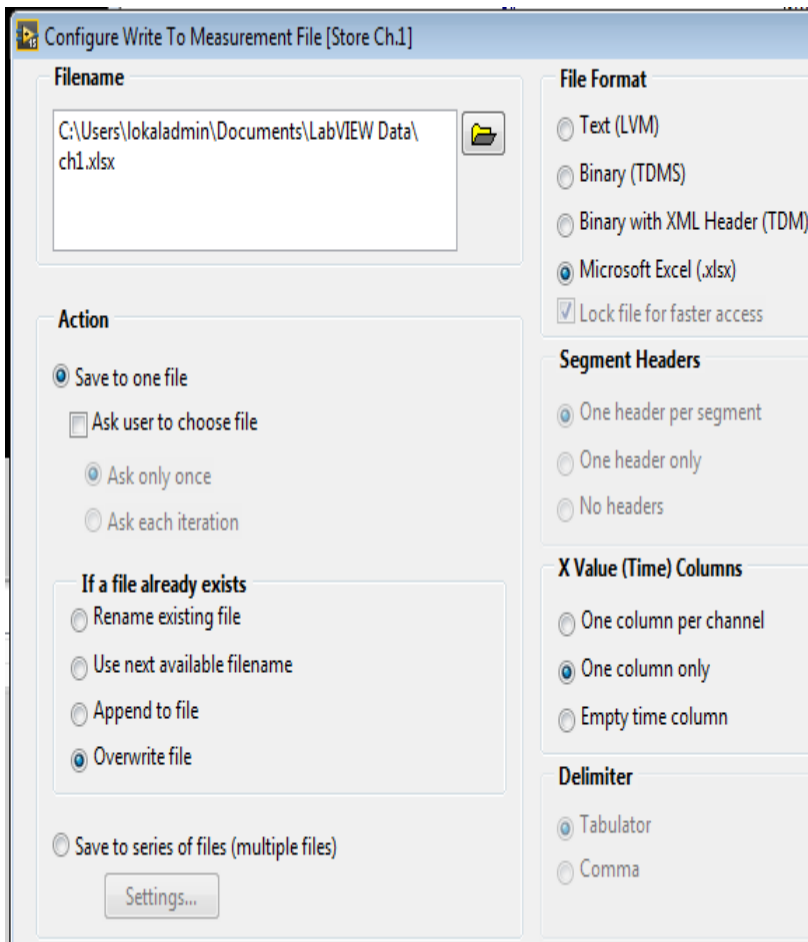 Configure Write To Measurement File [Store Ch.1]
Filename
C:\Users\lokaladmin\Documents\LabVIEW Data\
ch1.xlsx
Action
Save to one file
Ask user to choose file
Ask only once
Ask each iteration
If a file already exists
Rename existing file
Use next available filename
Append to file
Overwrite file
Save to series of files (multiple files)
Settings...
File Format
Text (LVM)
Binary (TDMS)
Binary with XML Header (TDM)
Microsoft Excel (.xlsx)
Lock file for faster access
Segment Headers
One header per segment
One header only
No headers
X Value (Time) Columns
One column per channel
One column only
Empty time column
Delimiter
Tabulator
Comma